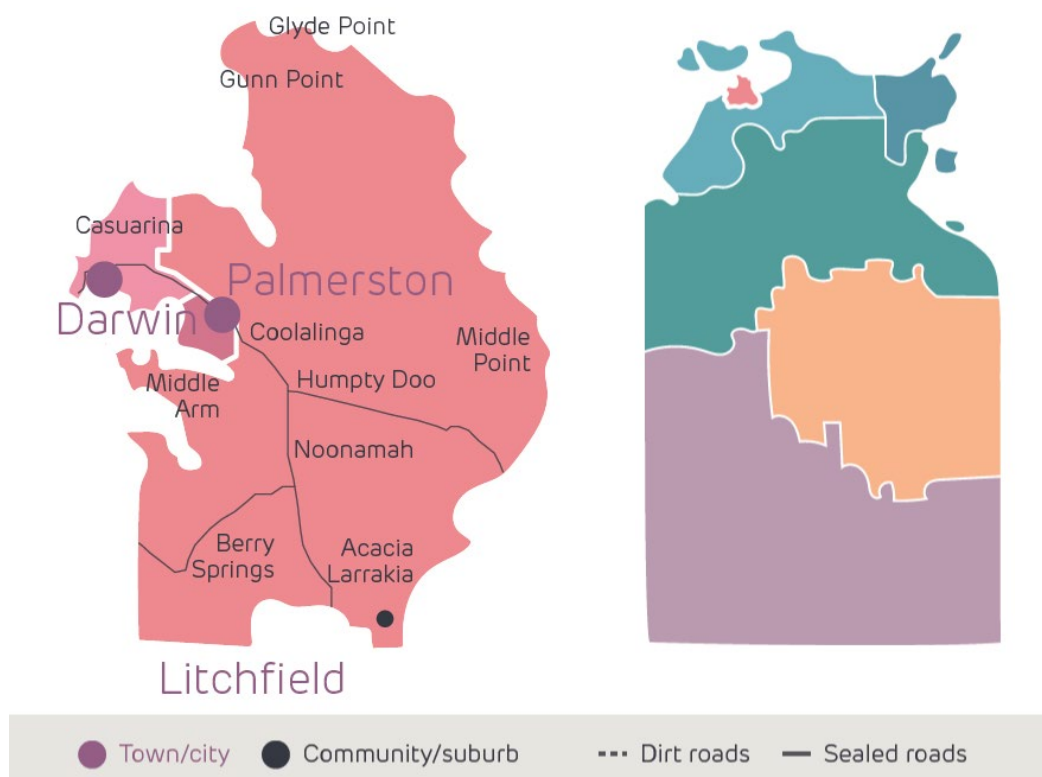 Glyde Point
Gunn Point
Casuarina
Palmerston
Darwin
Coolalinga
Middle
Point
Middle
Arm
Humpty Doo
Noonamah
Berry
Springs
Acacia
Larrakia
Litchfield
Town/city
Community/suburb
Dirt roads
Sealed roads